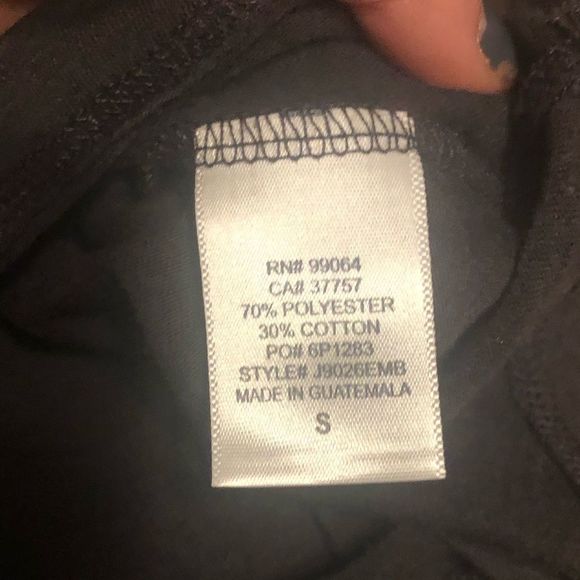 RN# 99064
CA# 37757
70% POLYESTER
30% COTTON
PO# 6P1283
STYLE# J9026EMB
MADE IN GUATEMALA
S